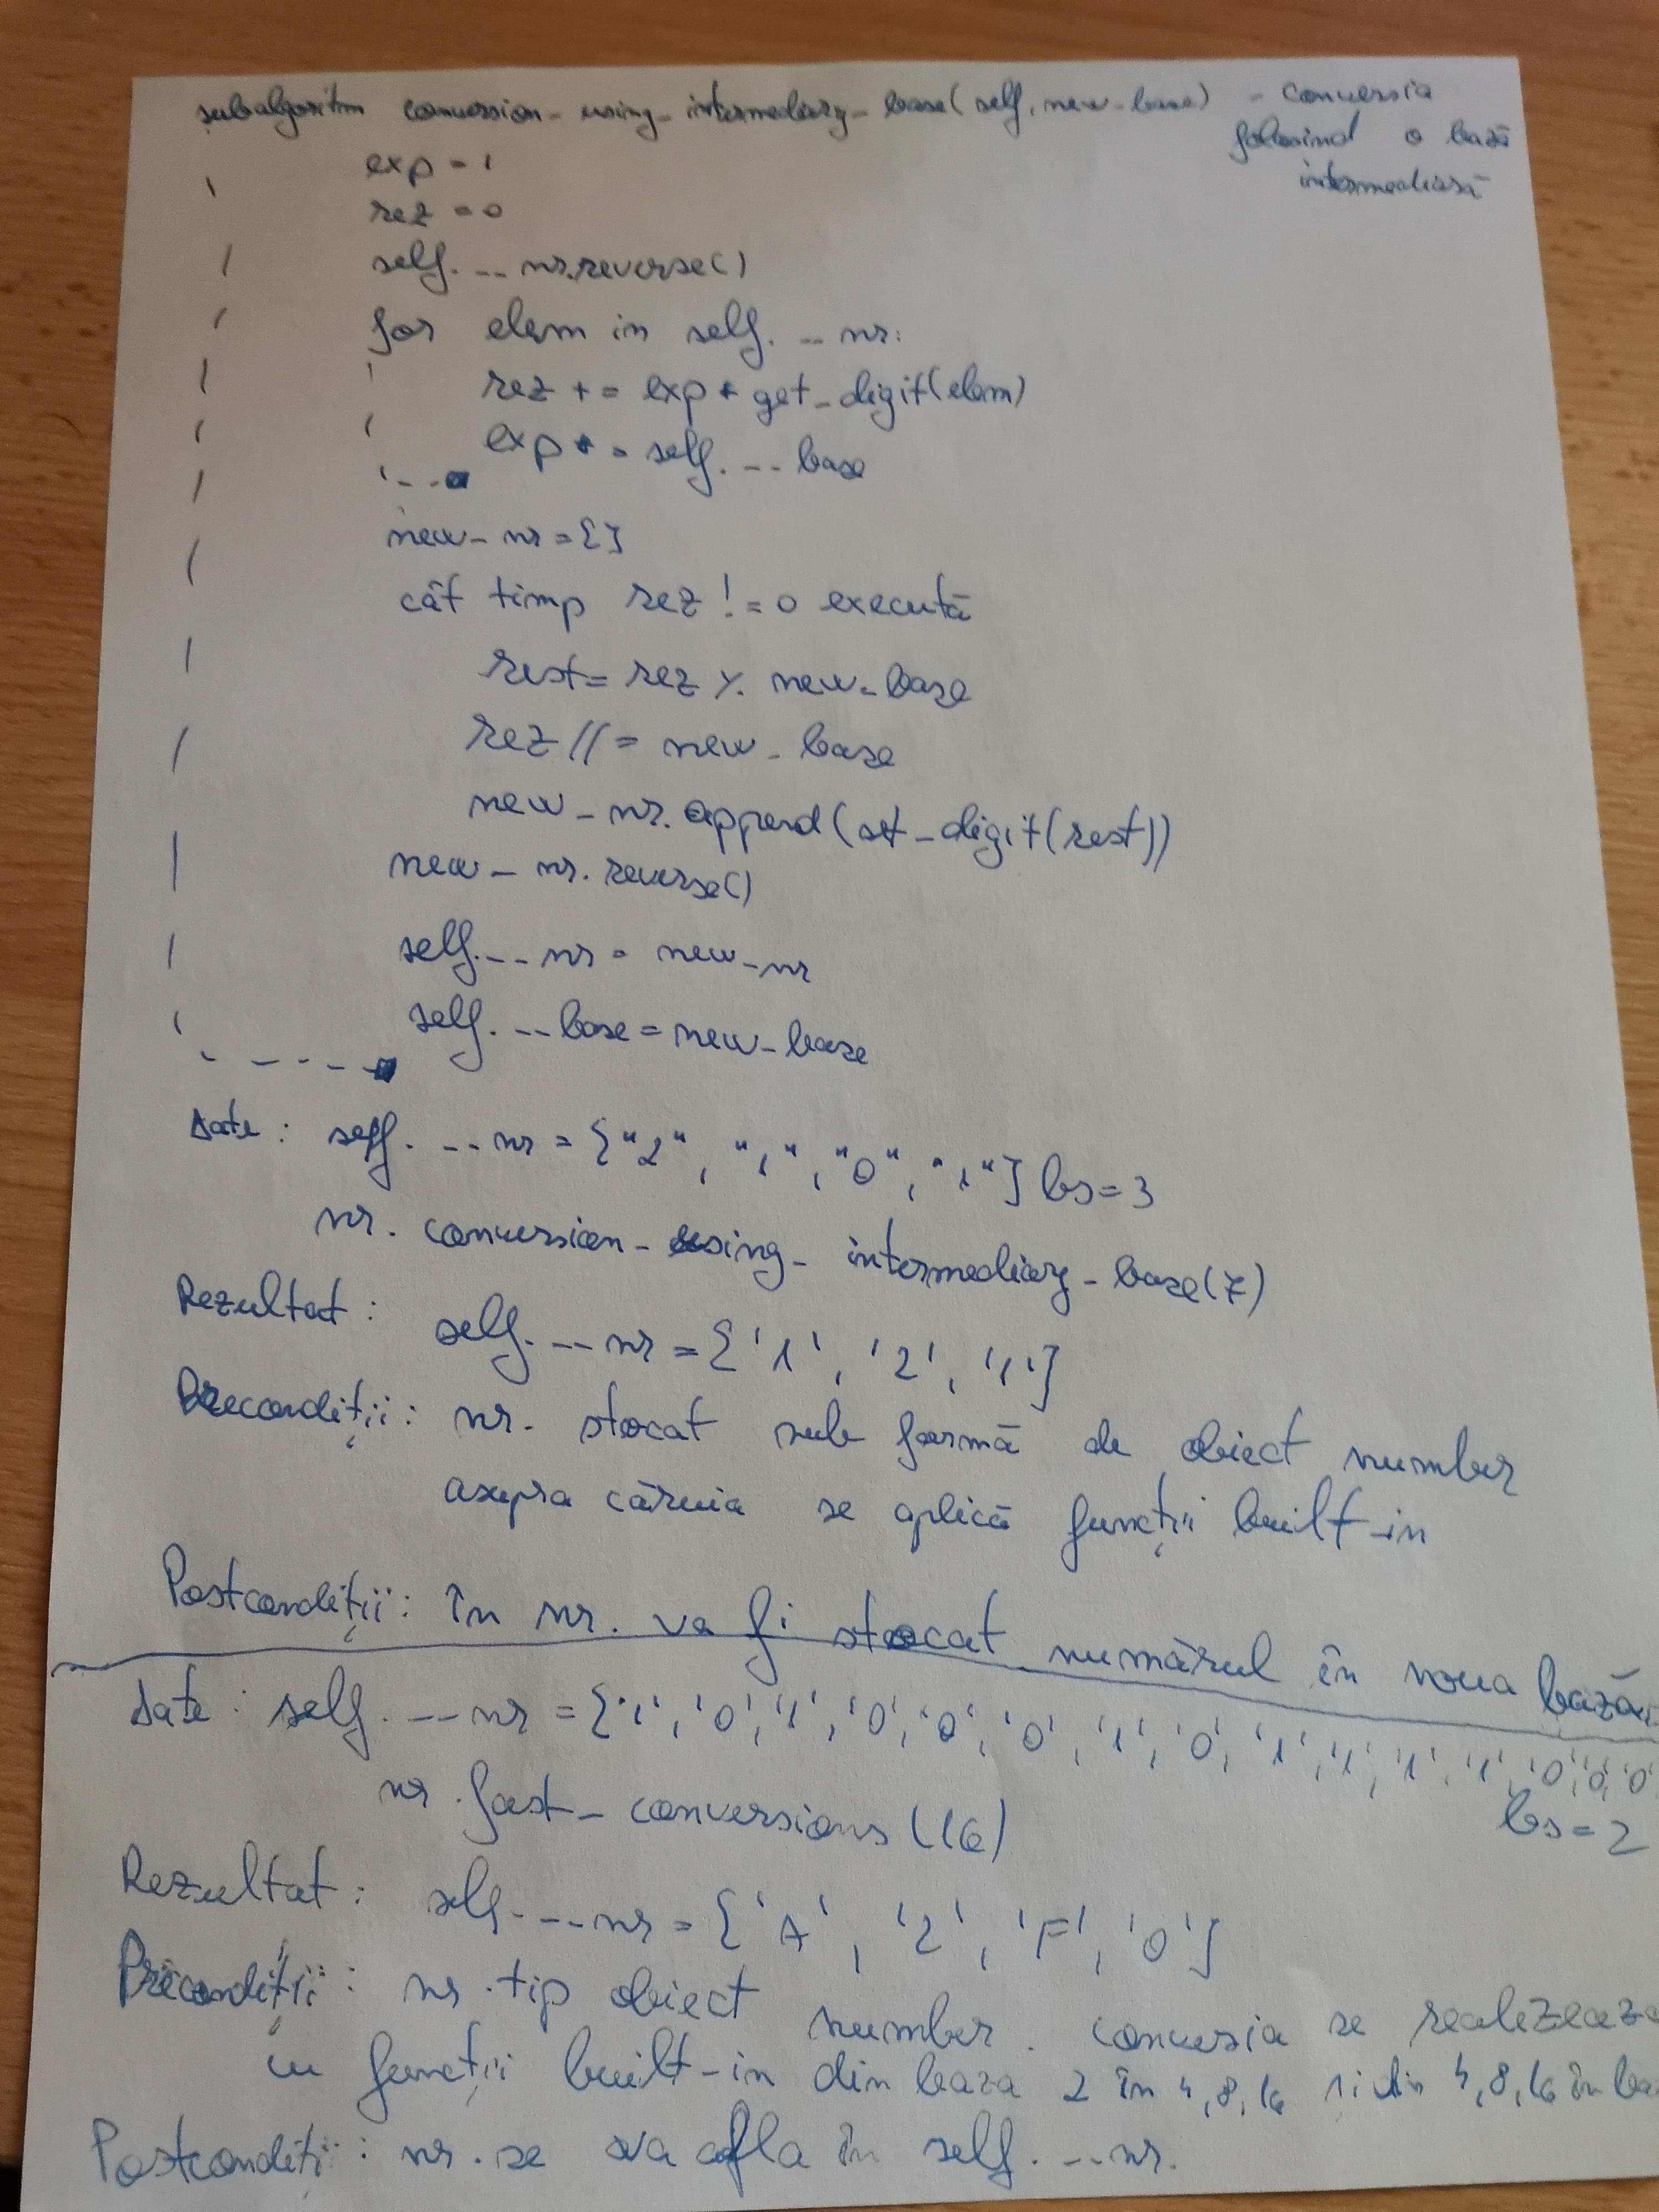 subalgoritm conversion_using_intermediary_base(self, new_base) - conversia
folosind o bază
intermediară
exp = 1
rez = 0
self.__nr.reverse()
for elem in self.__nr:
rez += exp * get_digit(elem)
exp *= self.__base
new_nr = []
cât timp rez != 0 execută
rest = rez % new_base
rez //= new_base
new_nr.append(set_digit(rest))
new_nr.reverse()
self.__nr = new_nr
self.__base = new_base
Date: self.__nr = ["2", "1", "0", "1"] bs=3
nr. conversion_using_intermediary_base(7)
Rezultat: self.__nr = ['1', '2', '1']
Precondiții: nr. stocat sub formă de obiect number
asupra căruia se aplică funcții built-in
Postcondiții: în nr. va fi stocat numărul în noua bază.
Date: self.__nr = ['1', '0', '1', '0', '0', '0', '1', '0', '1', '1', '1', '1', '0', '0', '0'
bs = 2
nr.fast_conversions(16)
Rezultat: self.__nr = ['A', '2', 'F', '0']
Precondiții: nr. tip obiect number. Conversia se realizeaza
cu funcții built-in din baza 2 în 4, 8, 16 și din 4, 8, 16 în
Postcondiții: nr. se va afla în self.__nr.